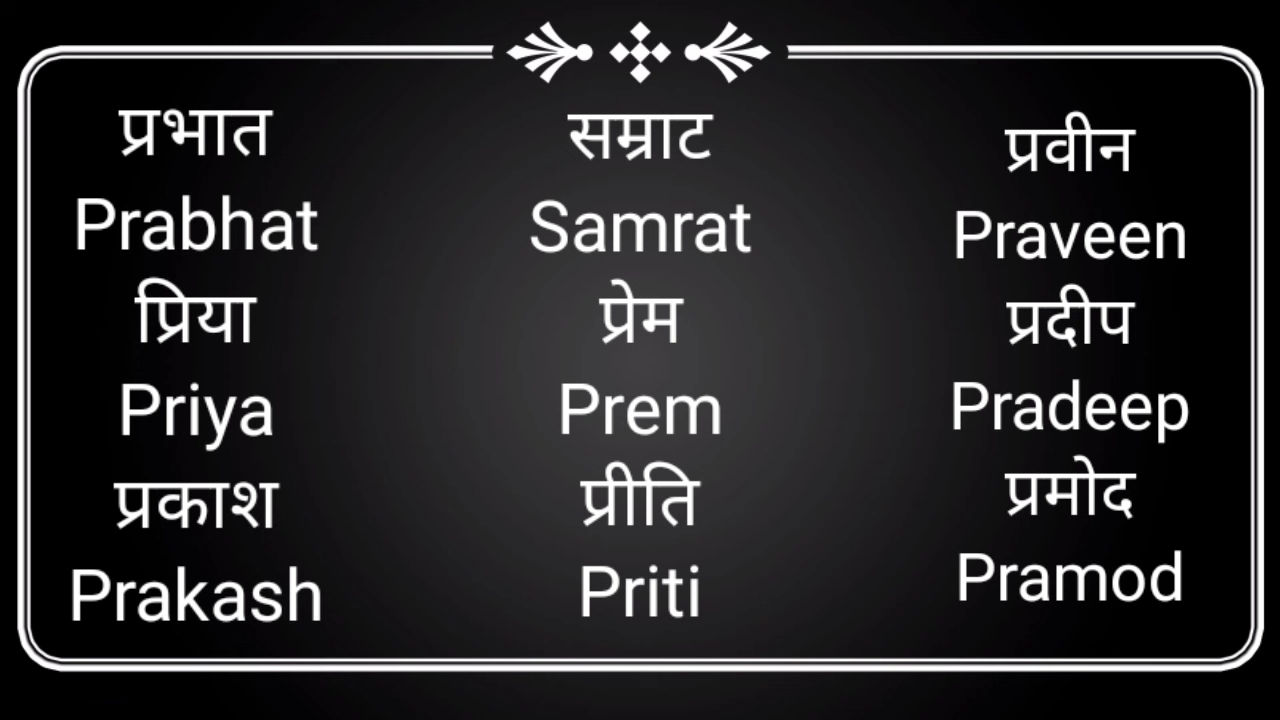 प्रभात
Prabhat
प्रिया
Priya
प्रकाश
Prakash
सम्राट
Samrat
प्रेम
Prem
प्रीति
Priti
प्रवीन
Praveen
प्रदीप
Pradeep
प्रमोद
Pramod